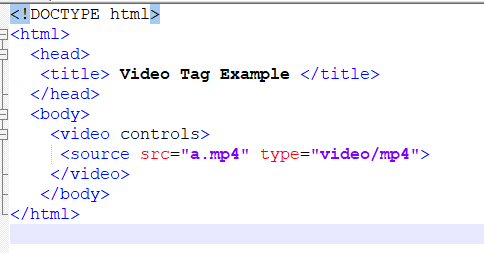 <!DOCTYPE html>
<html>
<head>
<title> Video Tag Example </title>
</head>
<body>
<video controls>
<source src="a.mp4" type="video/mp4">
</video>
</body>
</html>